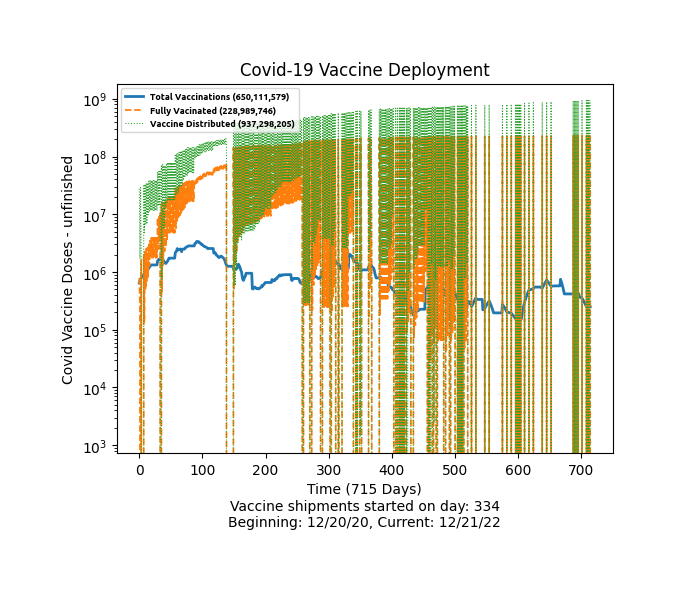 Covid-19 Vaccine Deployment
Total Vaccinations (650,111,579)
Fully Vacinated (228,989,746)
Vaccine Distributed (937,298,205)
Covid Vaccine Doses - unfinished
10⁹
10⁸
10⁷
10⁶
10⁵
10⁴
10³
0 100 200 300 400 500 600 700
Time (715 Days)
Vaccine shipments started on day: 334
Beginning: 12/20/20, Current: 12/21/22